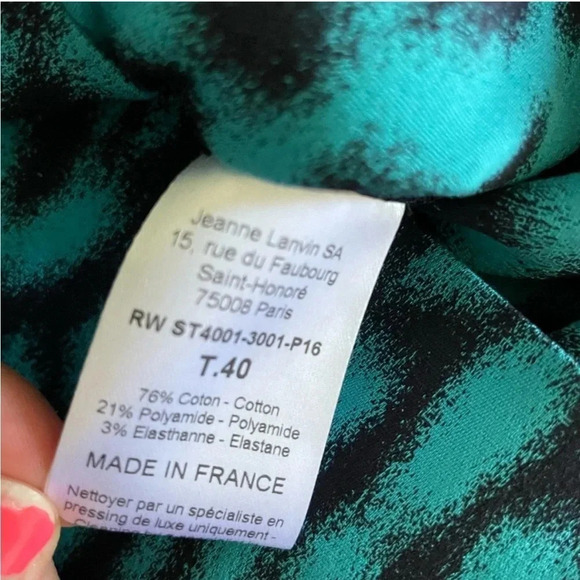 Jeanne Lanvin SA
15, rue du Faubourg
Saint-Honoré
75008 Paris
RW ST4001-3001-P16
T.40
76% Coton - Cotton
21% Polyamide - Polyamide
3% Elasthanne - Elastane
MADE IN FRANCE
Nettoyer par un spécialiste en
pressing de luxe uniquement -